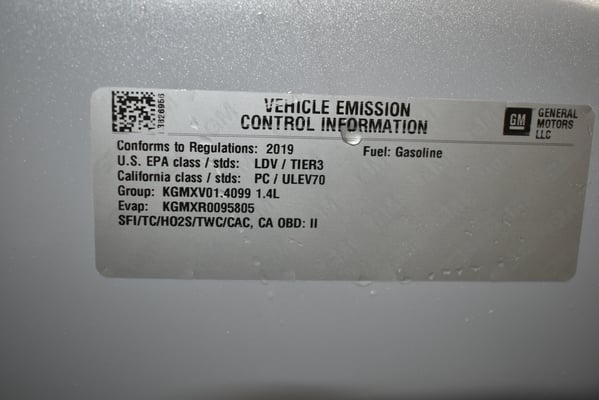 VEHICLE EMISSION
CONTROL INFORMATION
GM
GENERAL
MOTORS
LLC
Conforms to Regulations: 2019
Fuel: Gasoline
U.S. EPA class / stds: LDV / TIER3
California class / stds: PC / ULEV70
Group: KGMXV01.4099 1.4L
Evap: KGMXR0095805
SFI/TC/HO2S/TWC/CAC, CA OBD: II